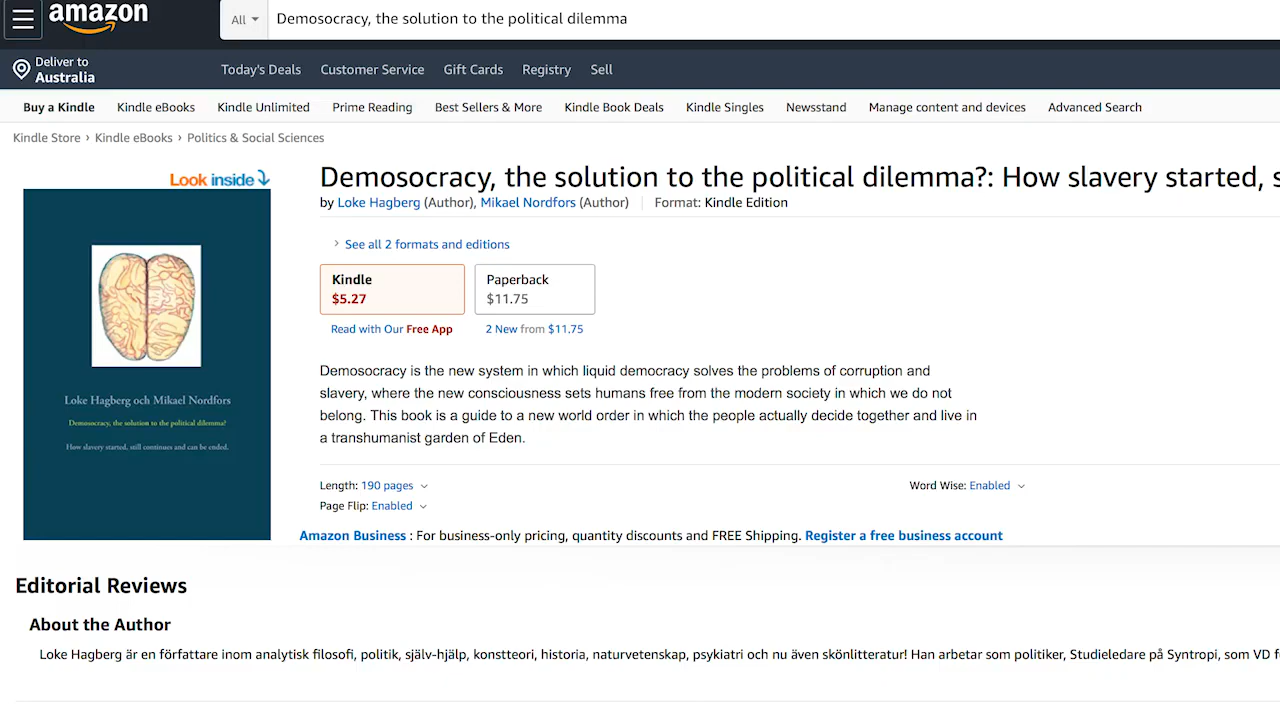 amazon
All
Demosocracy, the solution to the political dilemma
Deliver to
Australia
Today's Deals Customer Service Gift Cards Registry Sell
Buy a Kindle Kindle eBooks Kindle Unlimited Prime Reading Best Sellers & More Kindle Book Deals Kindle Singles Newsstand Manage content and devices Advanced Search
Kindle Store › Kindle eBooks › Politics & Social Sciences
Look inside
Loke Hagberg och Mikael Nordfors
Demosocracy, the solution to the political dilemma?
How slavery started, still continues and can be ended.
Demosocracy, the solution to the political dilemma?: How slavery started, s
by Loke Hagberg (Author), Mikael Nordfors (Author) Format: Kindle Edition
› See all 2 formats and editions
Kindle
$5.27
Read with Our Free App
Paperback
$11.75
2 New from $11.75
Demosocracy is the new system in which liquid democracy solves the problems of corruption and
slavery, where the new consciousness sets humans free from the modern society in which we do not
belong. This book is a guide to a new world order in which the people actually decide together and live in
a transhumanist garden of Eden.
Length: 190 pages
Word Wise: Enabled
Page Flip: Enabled
Amazon Business : For business-only pricing, quantity discounts and FREE Shipping. Register a free business account
Editorial Reviews
About the Author
Loke Hagberg är en författare inom analytisk filosofi, politik, själv-hjälp, konstteori, historia, naturvetenskap, psykiatri och nu även skönlitteratur! Han arbetar som politiker, Studieledare på Syntropi, som VD f